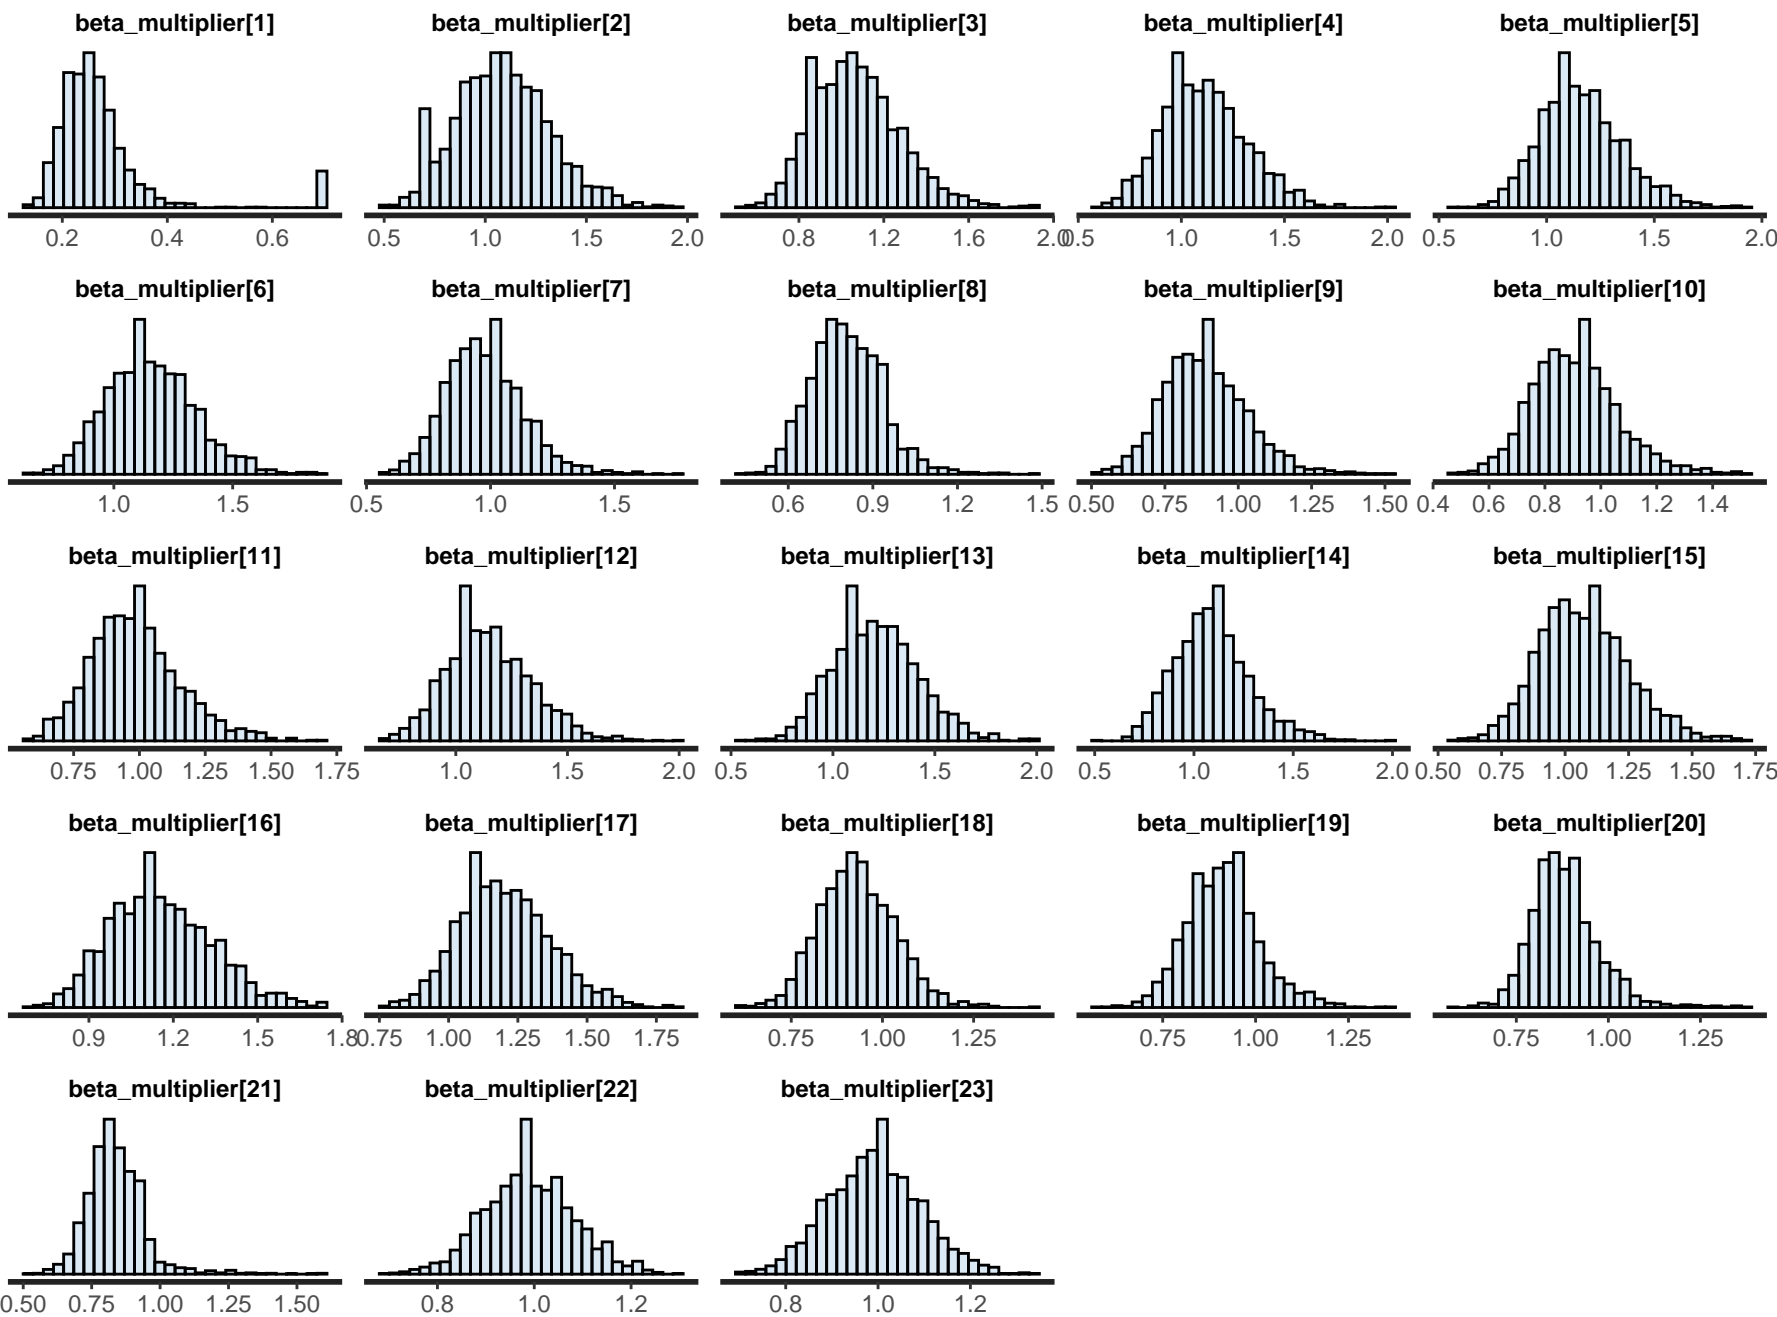 beta_multiplier[1] beta_multiplier[2] beta_multiplier[3] beta_multiplier[4] beta_multiplier[5]
0.2 0.4 0.6 0.5 1.0 1.5 2.0 0.8 1.2 1.6 2.0 0.5 1.0 1.5 2.0 0.5 1.0 1.5 2.0
beta_multiplier[6] beta_multiplier[7] beta_multiplier[8] beta_multiplier[9] beta_multiplier[10]
1.0 1.5 0.5 1.0 1.5 0.6 0.9 1.2 1.5 0.50 0.75 1.00 1.25 1.50 0.4 0.6 0.8 1.0 1.2 1.4
beta_multiplier[11] beta_multiplier[12] beta_multiplier[13] beta_multiplier[14] beta_multiplier[15]
0.75 1.00 1.25 1.50 1.75 1.0 1.5 2.0 0.5 1.0 1.5 2.0 0.5 1.0 1.5 2.0 0.50 0.75 1.00 1.25 1.50 1.75
beta_multiplier[16] beta_multiplier[17] beta_multiplier[18] beta_multiplier[19] beta_multiplier[20]
0.9 1.2 1.5 1.8 0.75 1.00 1.25 1.50 1.75 0.75 1.00 1.25 0.75 1.00 1.25 0.75 1.00 1.25
beta_multiplier[21] beta_multiplier[22] beta_multiplier[23]
0.50 0.75 1.00 1.25 1.50 0.8 1.0 1.2 0.8 1.0 1.2